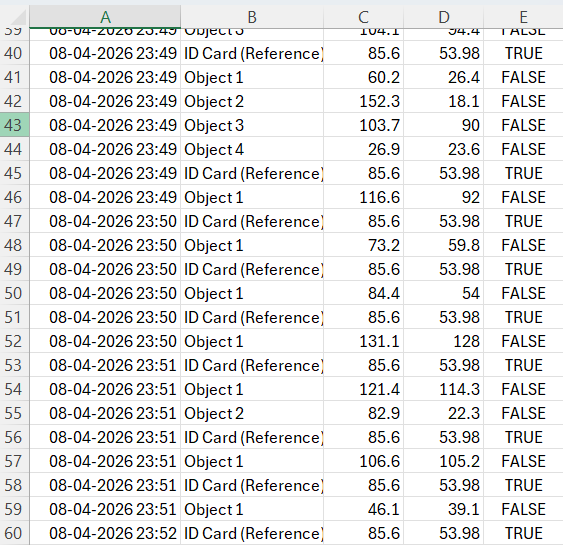 A B C D E
39 08-04-2026 23:49 Object 3 104.1 94.4 FALSE
40 08-04-2026 23:49 ID Card (Reference) 85.6 53.98 TRUE
41 08-04-2026 23:49 Object 1 60.2 26.4 FALSE
42 08-04-2026 23:49 Object 2 152.3 18.1 FALSE
43 08-04-2026 23:49 Object 3 103.7 90 FALSE
44 08-04-2026 23:49 Object 4 26.9 23.6 FALSE
45 08-04-2026 23:49 ID Card (Reference) 85.6 53.98 TRUE
46 08-04-2026 23:49 Object 1 116.6 92 FALSE
47 08-04-2026 23:50 ID Card (Reference) 85.6 53.98 TRUE
48 08-04-2026 23:50 Object 1 73.2 59.8 FALSE
49 08-04-2026 23:50 ID Card (Reference) 85.6 53.98 TRUE
50 08-04-2026 23:50 Object 1 84.4 54 FALSE
51 08-04-2026 23:50 ID Card (Reference) 85.6 53.98 TRUE
52 08-04-2026 23:50 Object 1 131.1 128 FALSE
53 08-04-2026 23:51 ID Card (Reference) 85.6 53.98 TRUE
54 08-04-2026 23:51 Object 1 121.4 114.3 FALSE
55 08-04-2026 23:51 Object 2 82.9 22.3 FALSE
56 08-04-2026 23:51 ID Card (Reference) 85.6 53.98 TRUE
57 08-04-2026 23:51 Object 1 106.6 105.2 FALSE
58 08-04-2026 23:51 ID Card (Reference) 85.6 53.98 TRUE
59 08-04-2026 23:51 Object 1 46.1 39.1 FALSE
60 08-04-2026 23:52 ID Card (Reference) 85.6 53.98 TRUE